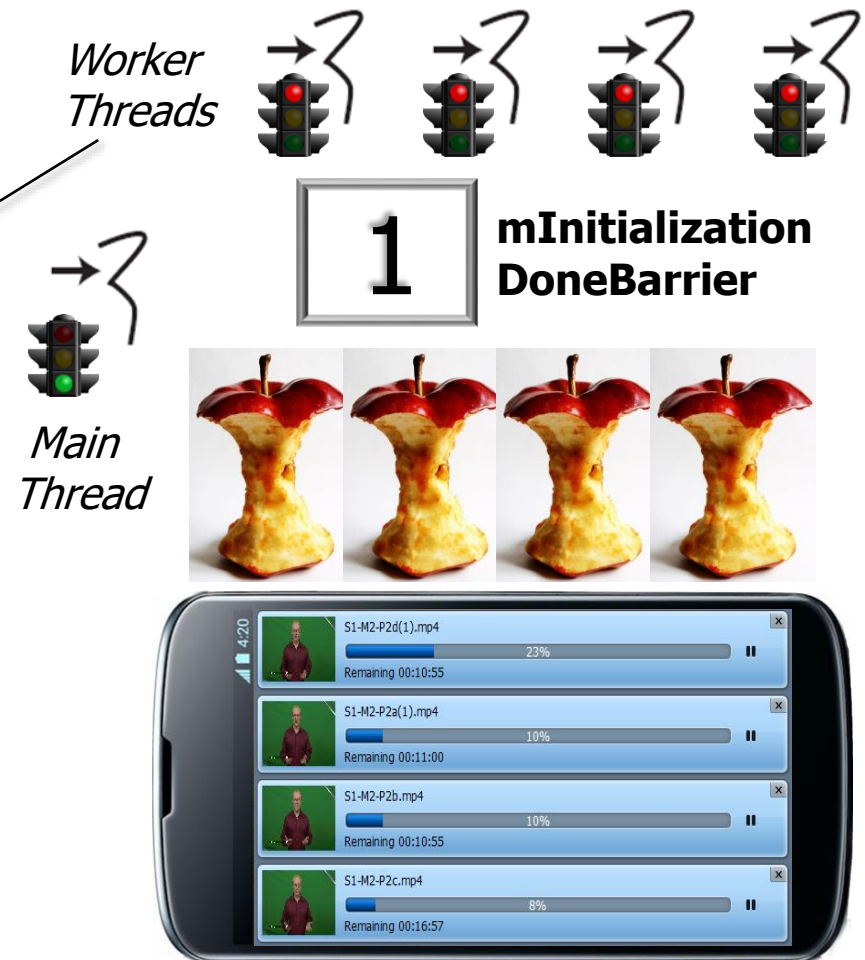 Worker
Threads
1
mInitialization
DoneBarrier
Main
Thread
4:20
S1-M2-P2d(1).mp4
23%
Remaining 00:10:55
S1-M2-P2a(1).mp4
10%
Remaining 00:11:00
S1-M2-P2b.mp4
10%
Remaining 00:10:55
S1-M2-P2c.mp4
8%
Remaining 00:16:57